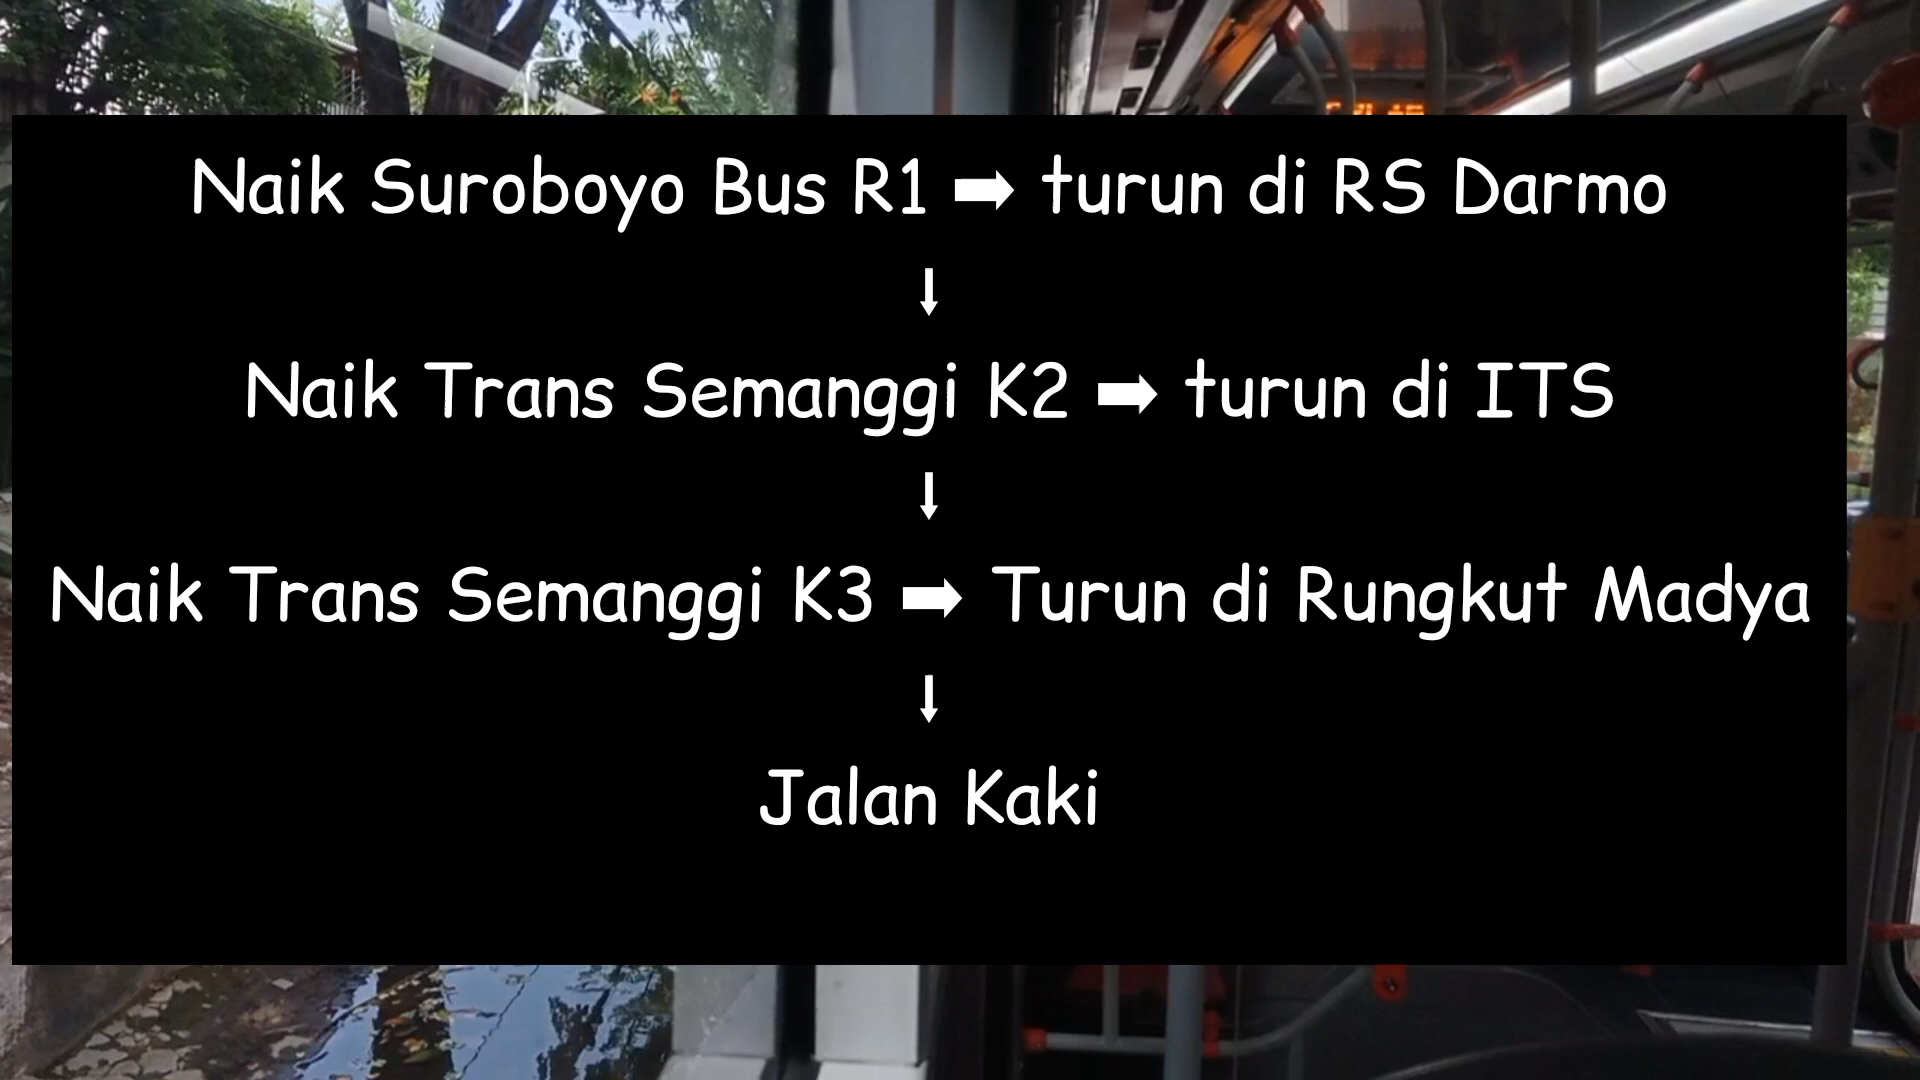 Naik Suroboyo Bus R1 ➡ turun di RS Darmo
⬇
Naik Trans Semanggi K2 ➡ turun di ITS
⬇
Naik Trans Semanggi K3 ➡ Turun di Rungkut Madya
⬇
Jalan Kaki